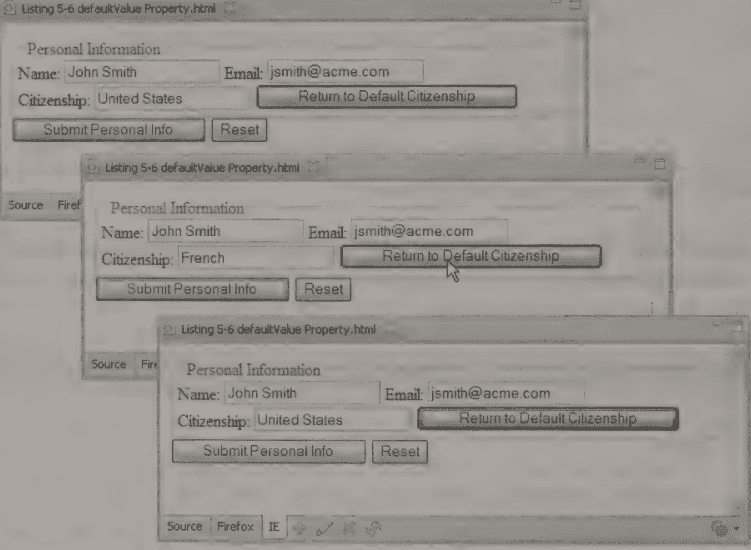 Listing 5-6 defaultValue Property.html
Personal Information
Name: John Smith Email: jsmith@acme.com
Citizenship: United States Return to Default Citizenship
Submit Personal Info Reset
Source Firef
Listing 5-6 defaultValue Property.html
Personal Information
Name: John Smith Email: jsmith@acme.com
Citizenship: French Return to Default Citizenship
Submit Personal Info Reset
Source Fire
Listing 5-6 defaultValue Property.html
Personal Information
Name: John Smith Email: jsmith@acme.com
Citizenship: United States Return to Default Citizenship
Submit Personal Info Reset
Source Firefox IE